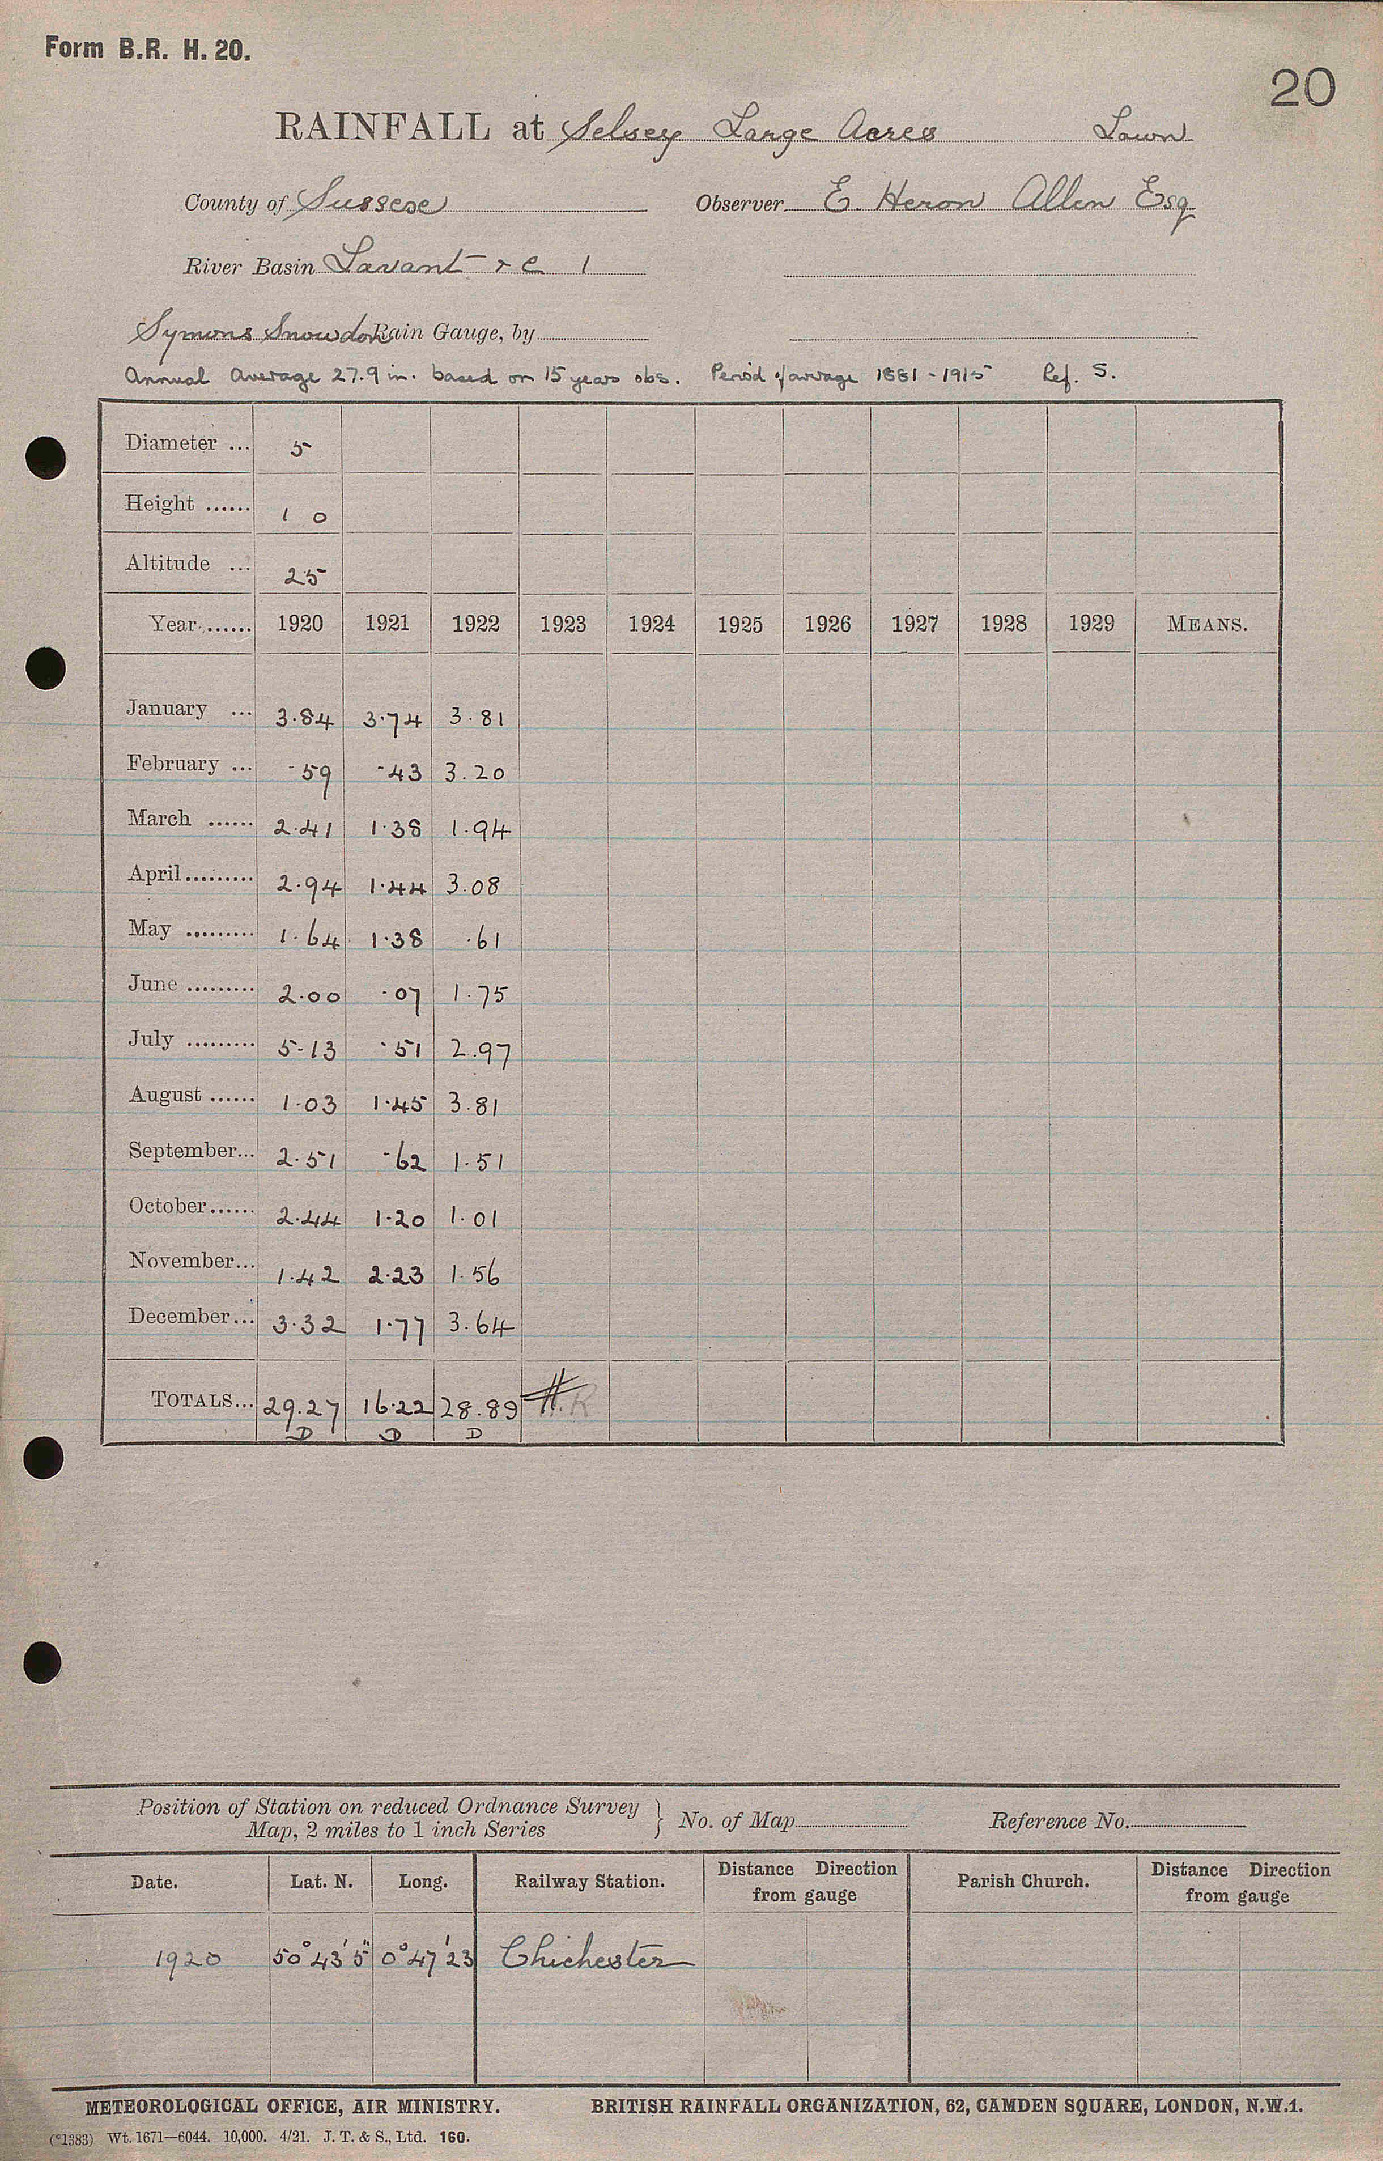 Form B.R. H. 20.
20
RAINFALL at Selsey Large Acres Lawn
County of Sussex Observer E. Heron Allen Esq
River Basin Lavant & C 1
Symons Snowdon Rain Gauge, by
Annual Average 27.9 in. based on 15 years obs. Period of average 1881-1915 Ref. S.
Diameter ... 5
Height ...... 1 0
Altitude ... 25
Year ....... 1920 1921 1922 1923 1924 1925 1926 1927 1928 1929 MEANS.
January ... 3.84 3.74 3.81
February ... .59 .43 3.20
March ...... 2.41 1.38 1.94
April ......... 2.94 1.44 3.08
May ......... 1.64 1.38 .61
June ......... 2.00 .07 1.75
July ......... 5.13 .51 2.97
August ...... 1.03 1.45 3.81
September... 2.51 .62 1.51
October...... 2.44 1.20 1.01
November... 1.42 2.23 1.56
December... 3.32 1.77 3.64
TOTALS... 29.27 16.22 28.89
D D D
Position of Station on reduced Ordnance Survey
Map, 2 miles to 1 inch Series } No. of Map Reference No.
Date. Lat. N. Long. Railway Station. Distance Direction from gauge Parish Church. Distance Direction from gauge
1920 50° 43' 5" 0° 47' 23 Chichester
METEOROLOGICAL OFFICE, AIR MINISTRY. BRITISH RAINFALL ORGANIZATION, 62, CAMDEN SQUARE, LONDON, N.W.1.
(*1383) Wt. 1671—6044. 10,000. 4/21. J. T. & S., Ltd. 160.